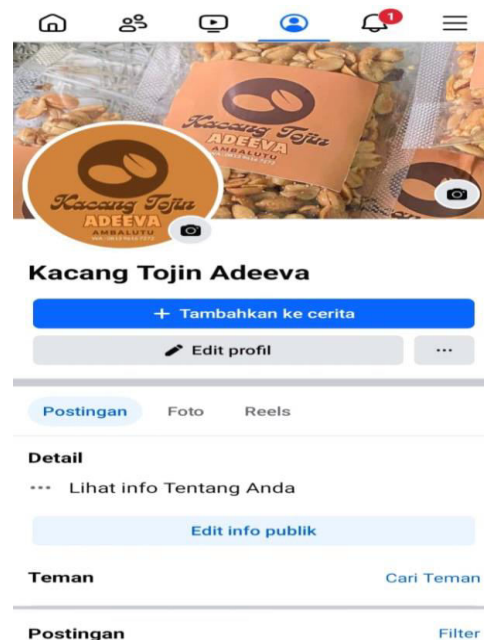 1
Kacang Tojin
ADEEVA
AMBALUTU
Kacang Tojin
ADEEVA
AMBALUTU
Kacang Tojin Adeeva
+ Tambahkan ke cerita
Edit profil
...
Postingan
Foto
Reels
Detail
... Lihat info Tentang Anda
Edit info publik
Teman
Cari Teman
Postingan
Filter